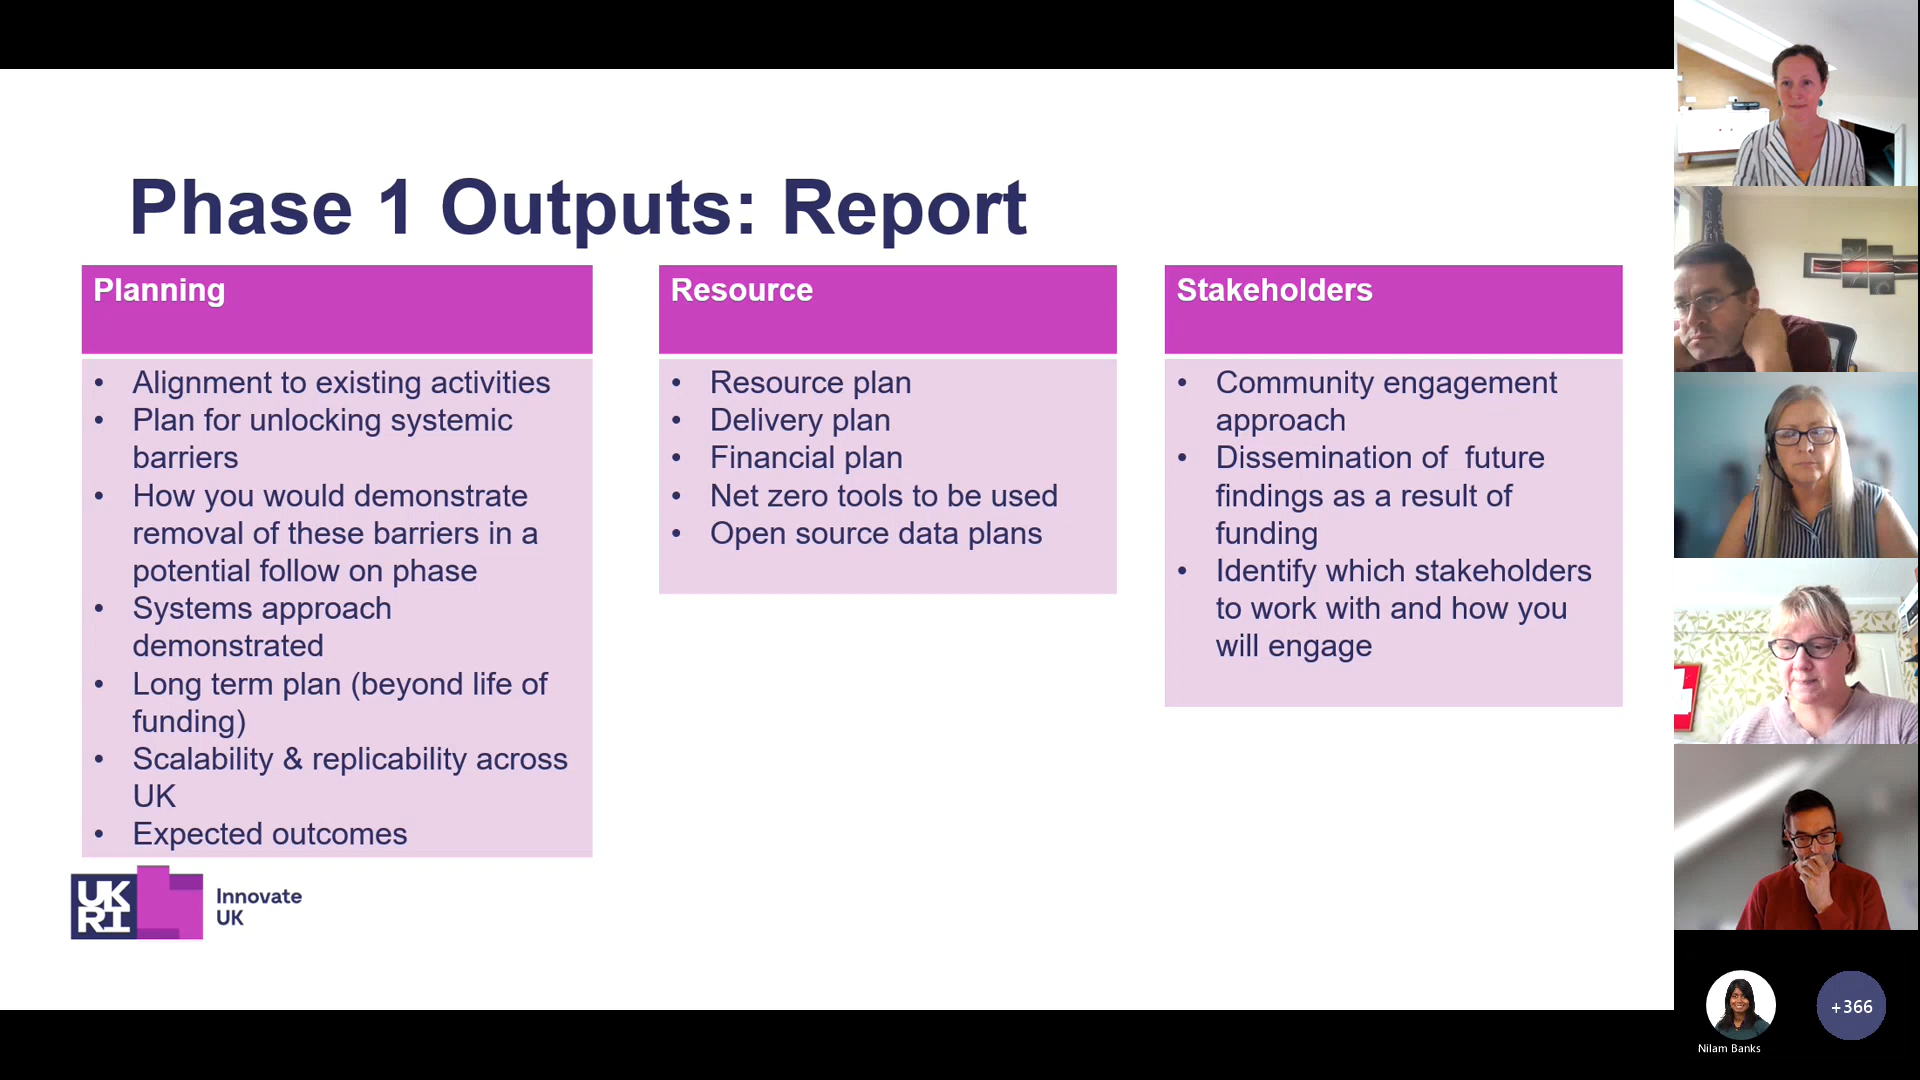 Phase 1 Outputs: Report
Planning
• Alignment to existing activities
• Plan for unlocking systemic
barriers
• How you would demonstrate
removal of these barriers in a
potential follow on phase
• Systems approach
demonstrated
• Long term plan (beyond life of
funding)
• Scalability & replicability across
UK
• Expected outcomes
Resource
• Resource plan
• Delivery plan
• Financial plan
• Net zero tools to be used
• Open source data plans
Stakeholders
• Community engagement
approach
• Dissemination of  future
findings as a result of
funding
• Identify which stakeholders
to work with and how you
will engage
UK
RI
Innovate
UK
+366
Nilam Banks